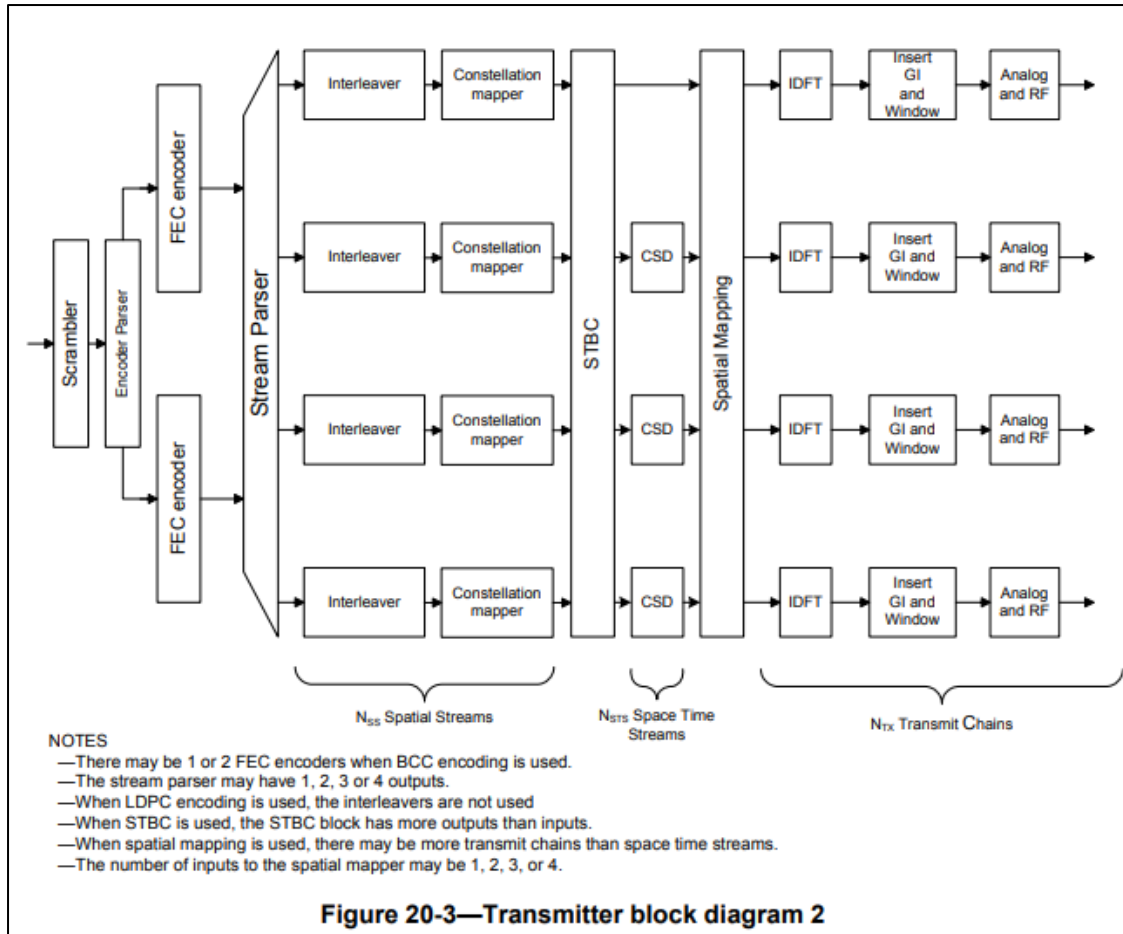 Scrambler
Encoder Parser
FEC encoder
FEC encoder
Stream Parser
Interleaver
Constellation
mapper
Interleaver
Constellation
mapper
Interleaver
Constellation
mapper
Interleaver
Constellation
mapper
STBC
CSD
CSD
CSD
Spatial Mapping
IDFT
Insert
GI
and
Window
Analog
and RF
IDFT
Insert
GI and
Window
Analog
and RF
IDFT
Insert
GI and
Window
Analog
and RF
IDFT
Insert
GI and
Window
Analog
and RF
NSS Spatial Streams
NSTS Space Time
Streams
NTX Transmit Chains
NOTES
—There may be 1 or 2 FEC encoders when BCC encoding is used.
—The stream parser may have 1, 2, 3 or 4 outputs.
—When LDPC encoding is used, the interleavers are not used
—When STBC is used, the STBC block has more outputs than inputs.
—When spatial mapping is used, there may be more transmit chains than space time streams.
—The number of inputs to the spatial mapper may be 1, 2, 3, or 4.
Figure 20-3—Transmitter block diagram 2